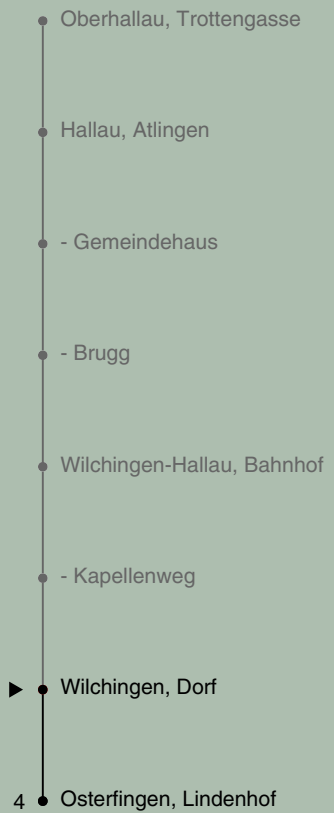 Oberhallau, Trottengasse
Hallau, Atlingen
- Gemeindehaus
- Brugg
Wilchingen-Hallau, Bahnhof
- Kapellenweg
Wilchingen, Dorf
4 Osterfingen, Lindenhof